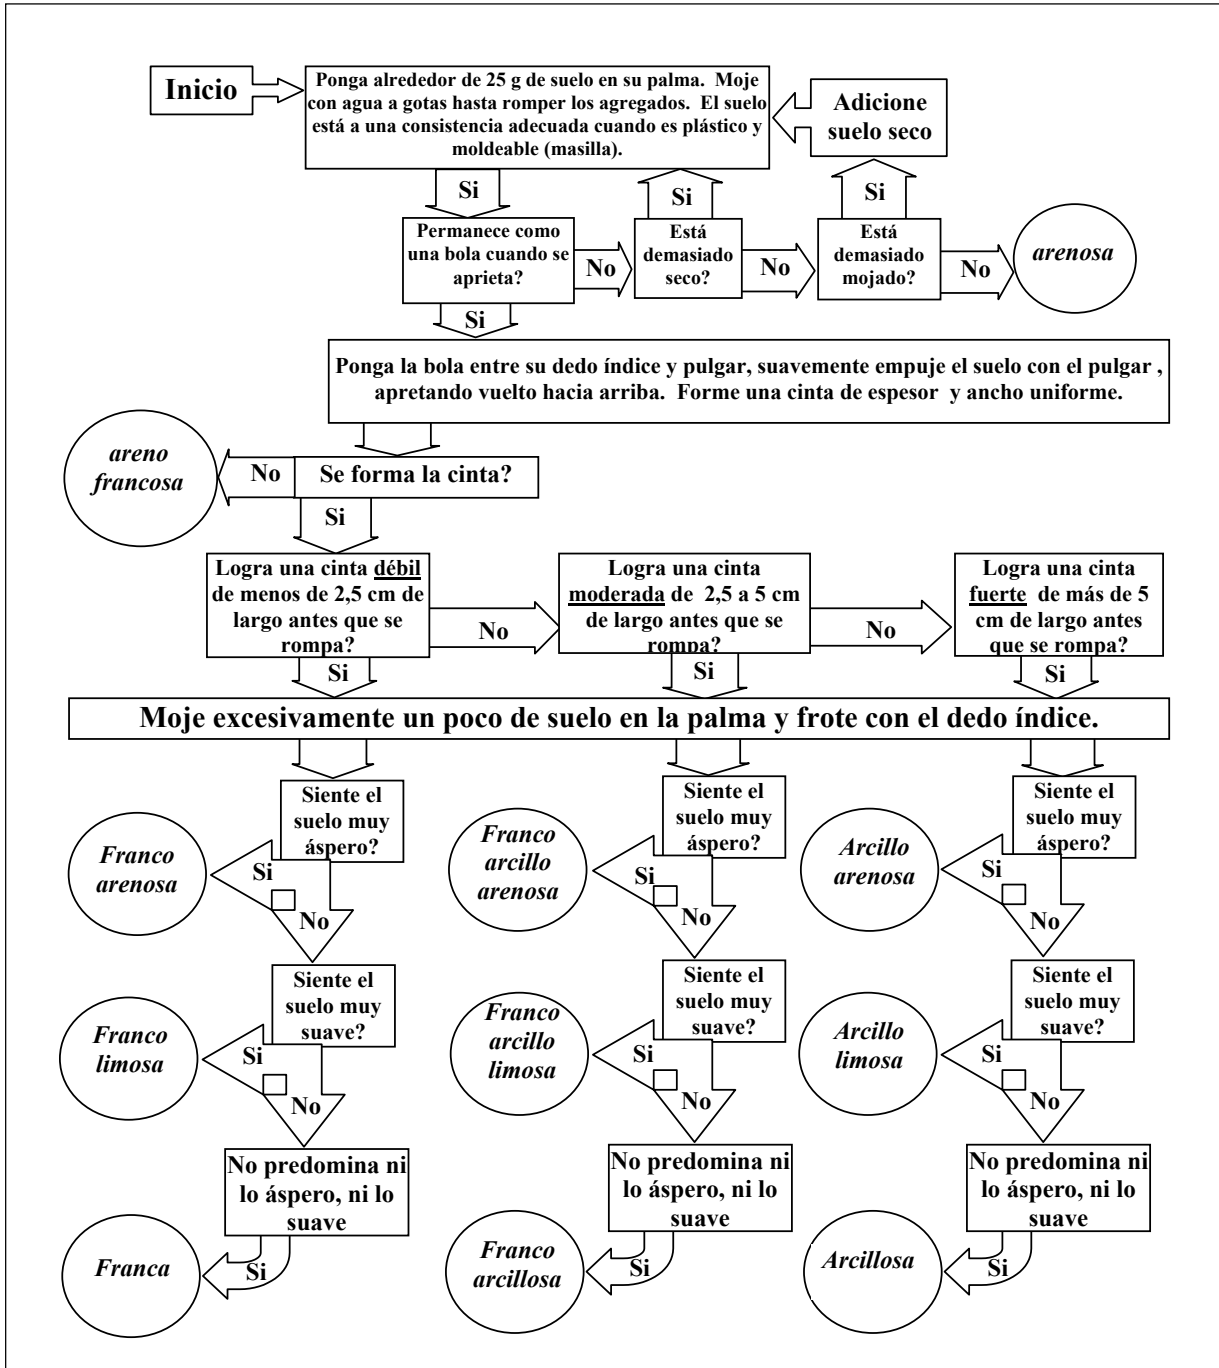 Inicio
Ponga alrededor de 25 g de suelo en su palma. Moje
con agua a gotas hasta romper los agregados. El suelo
está a una consistencia adecuada cuando es plástico y
moldeable (masilla).
Adicione
suelo seco
Si
Si
Si
Permanece como
una bola cuando se
aprieta?
No
Está
demasiado
seco?
No
Está
demasiado
mojado?
No
arenosa
Si
Ponga la bola entre su dedo índice y pulgar, suavemente empuje el suelo con el pulgar ,
apretando vuelto hacia arriba. Forme una cinta de espesor y ancho uniforme.
areno
francosa
No
Se forma la cinta?
Si
Logra una cinta débil
de menos de 2,5 cm de
largo antes que se
rompa?
No
Logra una cinta
moderada de 2,5 a 5 cm
de largo antes que se
rompa?
No
Logra una cinta
fuerte de más de 5
cm de largo antes
que se rompa?
Si
Si
Si
Moje excesivamente un poco de suelo en la palma y frote con el dedo índice.
Siente el
suelo muy
áspero?
Siente el
suelo muy
áspero?
Siente el
suelo muy
áspero?
Franco
arenosa
Si
No
Franco
arcillo
arenosa
Si
No
Arcillo
arenosa
Si
No
Siente el
suelo muy
suave?
Siente el
suelo muy
suave?
Siente el
suelo muy
suave?
Franco
limosa
Si
No
Franco
arcillo
limosa
Si
No
Arcillo
limosa
Si
No
No predomina ni
lo áspero, ni lo
suave
No predomina ni
lo áspero, ni lo
suave
No predomina ni
lo áspero, ni lo
suave
Franca
Si
Franco
arcillosa
Si
Arcillosa
Si